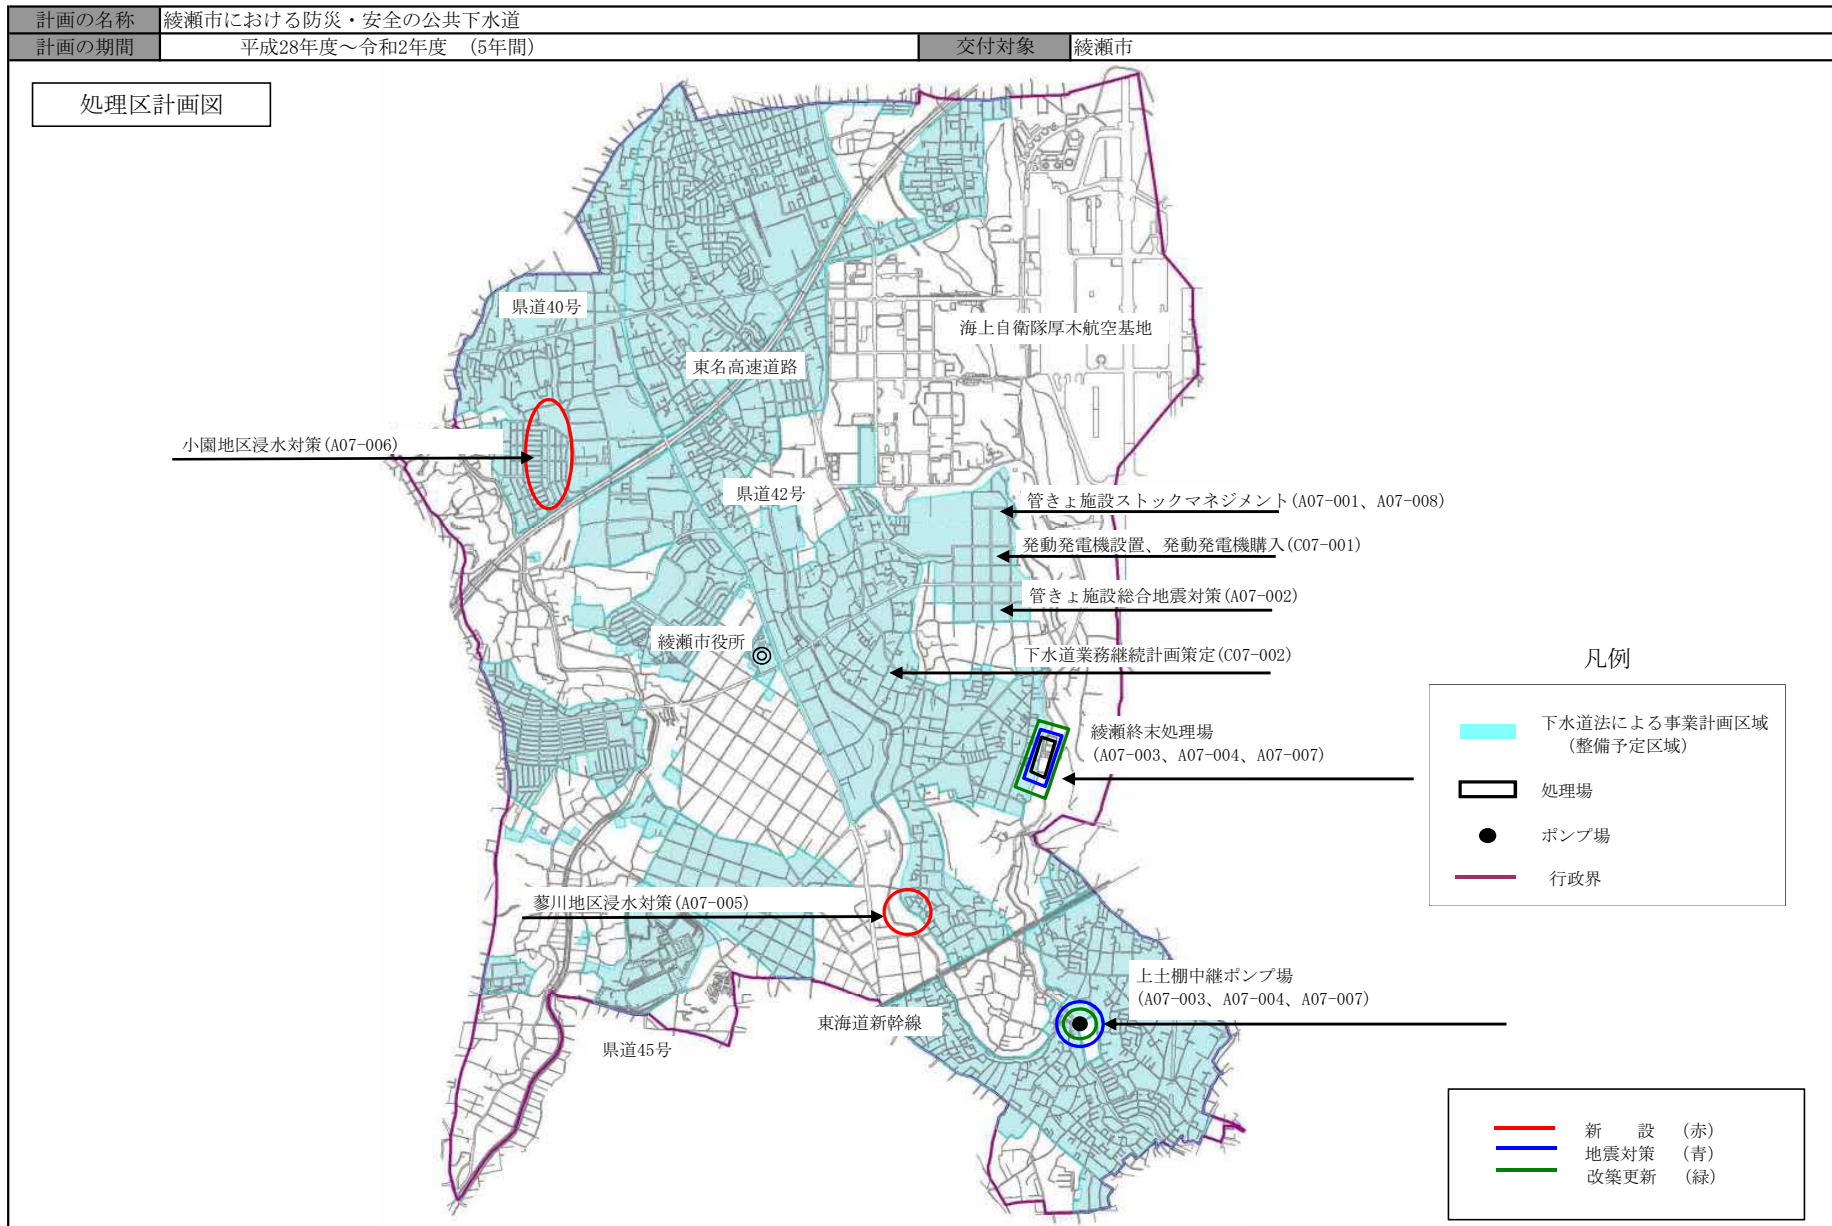 計画の名称 綾瀬市における防災・安全の公共下水道
計画の期間 平成28年度～令和2年度 (5年間) 交付対象 綾瀬市
処理区計画図
県道40号
海上自衛隊厚木航空基地
東名高速道路
小園地区浸水対策(A07-006)
県道42号
管きょ施設ストックマネジメント(A07-001、A07-008)
発動発電機設置、発動発電機購入(C07-001)
管きょ施設総合地震対策(A07-002)
綾瀬市役所
下水道業務継続計画策定(C07-002)
綾瀬終末処理場
(A07-003、A07-004、A07-007)
蓼川地区浸水対策(A07-005)
上土棚中継ポンプ場
(A07-003、A07-004、A07-007)
東海道新幹線
県道45号
凡例
下水道法による事業計画区域
(整備予定区域)
処理場
ポンプ場
行政界
新 設 (赤)
地震対策 (青)
改築更新 (緑)